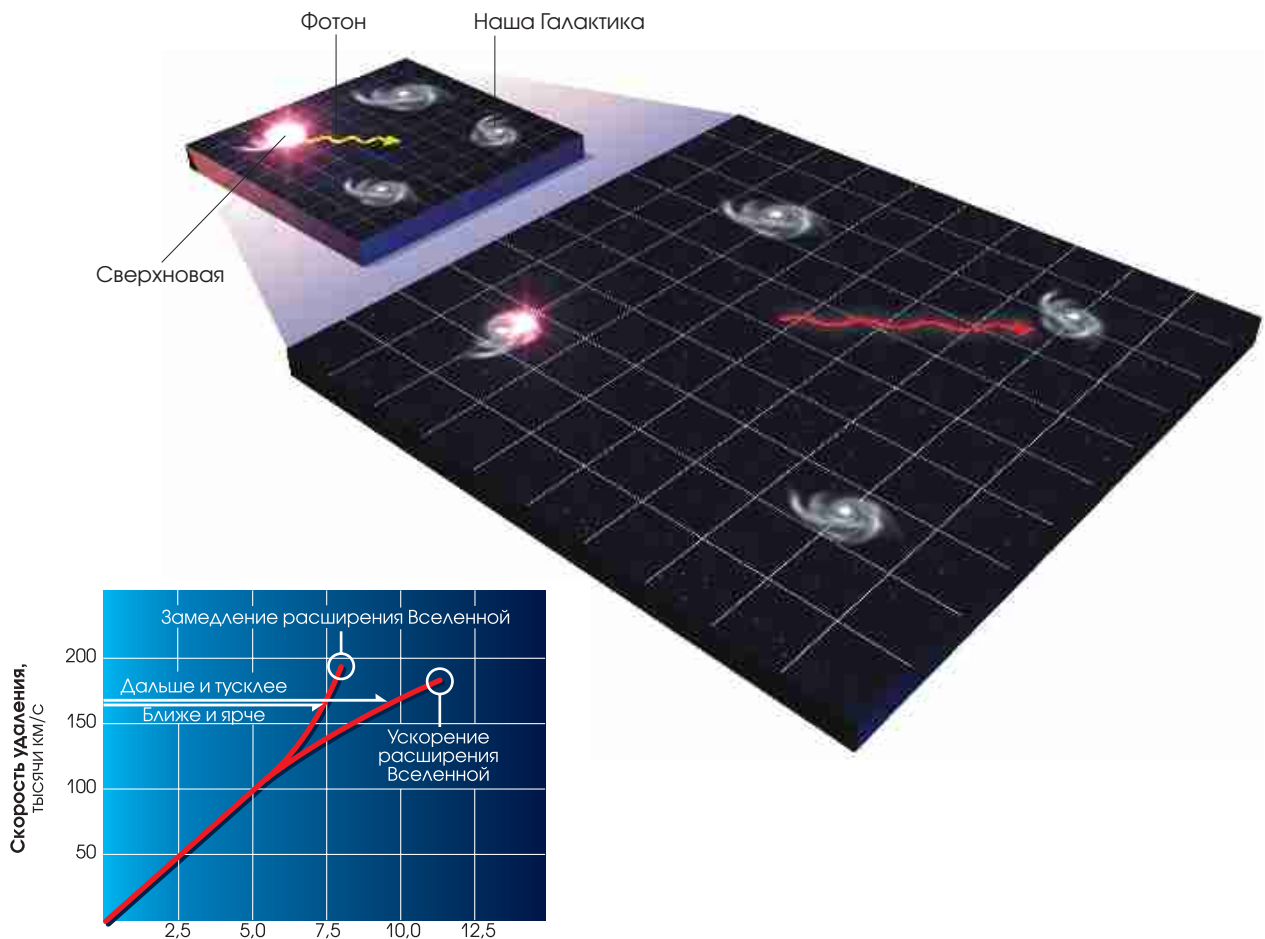 Фотон
Наша Галактика
Сверхновая
Замедление расширения Вселенной
200
Дальше и тусклее
Ближе и ярче
150
Ускорение
расширения
Вселенной
100
50
Скорость удаления,
тысячи км/с
2,5 5,0 7,5 10,0 12,5